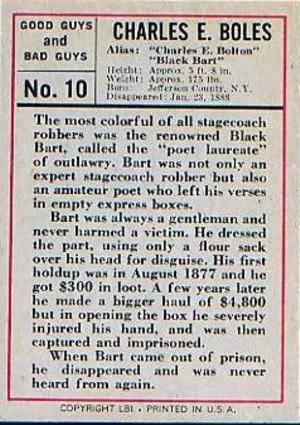 GOOD GUYS
and
BAD GUYS
No. 10
CHARLES E. BOLES
Alias: "Charles E. Bolton"
"Black Bart"
Height: Approx. 5 ft. 8 in.
Weight: Approx. 175 lbs.
Born: Jefferson County, N.Y.
Disappeared: Jan. 23, 1888
The most colorful of all stagecoach
robbers was the renowned Black
Bart, called the "poet laureate"
of outlawry. Bart was not only an
expert stagecoach robber but also
an amateur poet who left his verses
in empty express boxes.
Bart was always a gentleman and
never harmed a victim. He dressed
the part, using only a flour sack
over his head for disguise. His first
holdup was in August 1877 and he
got $300 in loot. A few years later
he made a bigger haul of $4,800
but in opening the box he severely
injured his hand, and was then
captured and imprisoned.
When Bart came out of prison,
he disappeared and was never
heard from again.
COPYRIGHT LBI • PRINTED IN U.S.A.